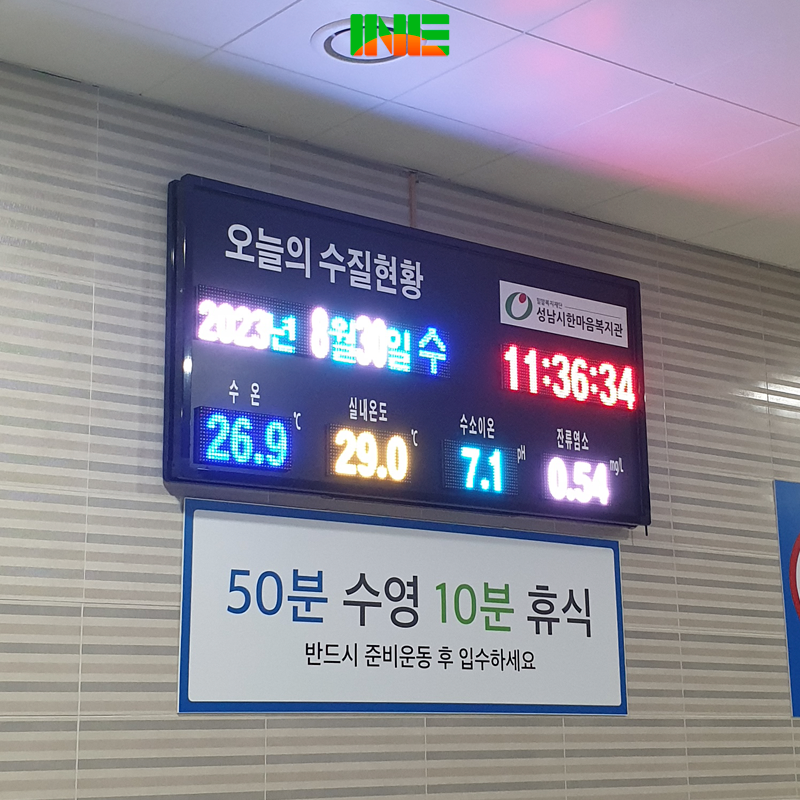 INE
오늘의 수질현황
성남시한마음복지관
2023년 8월 30일 수
11:36:34
수온 ℃ 실내온도 ℃ 수소이온 pH 잔류염소 mg/L
26.9 29.0 7.1 0.54
50분 수영 10분 휴식
반드시 준비운동 후 입수하세요